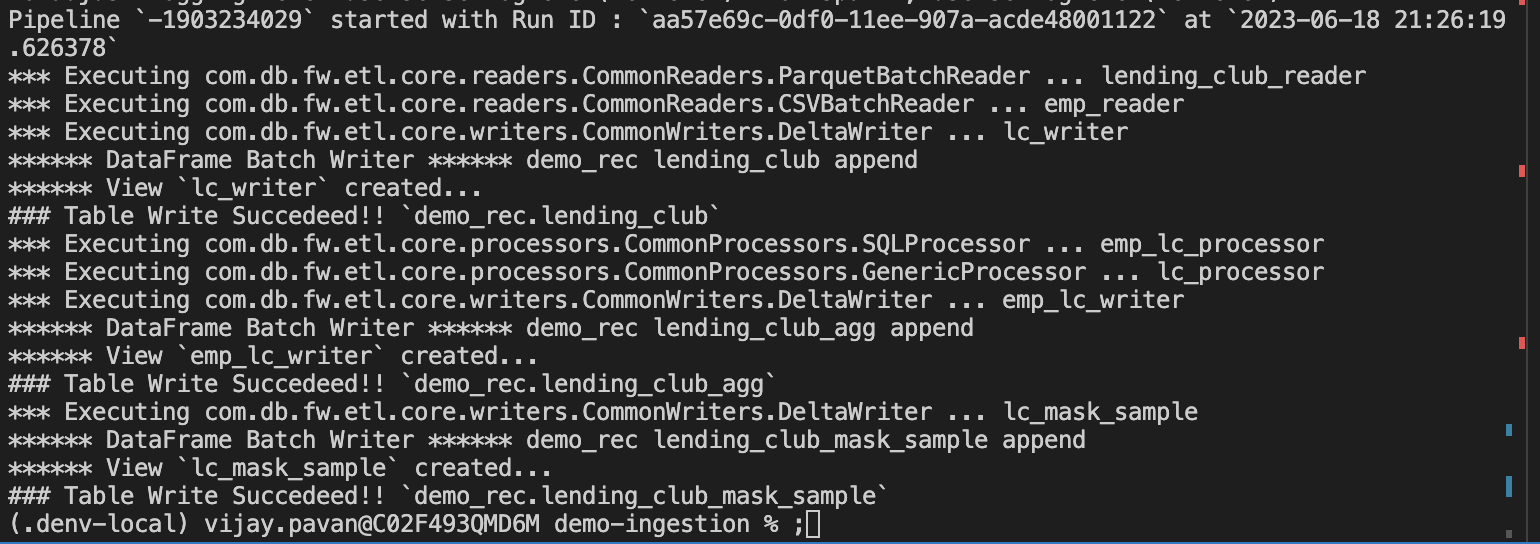 Pipeline `-1903234029` started with Run ID : `aa57e69c-0df0-11ee-907a-acde48001122` at `2023-06-18 21:26:19
.626378`
*** Executing com.db.fw.etl.core.readers.CommonReaders.ParquetBatchReader ... lending_club_reader
*** Executing com.db.fw.etl.core.readers.CommonReaders.CSVBatchReader ... emp_reader
*** Executing com.db.fw.etl.core.writers.CommonWriters.DeltaWriter ... lc_writer
****** DataFrame Batch Writer ****** demo_rec lending_club append
****** View `lc_writer` created...
### Table Write Succedeed!! `demo_rec.lending_club`
*** Executing com.db.fw.etl.core.processors.CommonProcessors.SQLProcessor ... emp_lc_processor
*** Executing com.db.fw.etl.core.processors.CommonProcessors.GenericProcessor ... lc_processor
*** Executing com.db.fw.etl.core.writers.CommonWriters.DeltaWriter ... emp_lc_writer
****** DataFrame Batch Writer ****** demo_rec lending_club_agg append
****** View `emp_lc_writer` created...
### Table Write Succedeed!! `demo_rec.lending_club_agg`
*** Executing com.db.fw.etl.core.writers.CommonWriters.DeltaWriter ... lc_mask_sample
****** DataFrame Batch Writer ****** demo_rec lending_club_mask_sample append
****** View `lc_mask_sample` created...
### Table Write Succedeed!! `demo_rec.lending_club_mask_sample`
(.denv-local) vijay.pavan@C02F493QMD6M demo-ingestion % ;